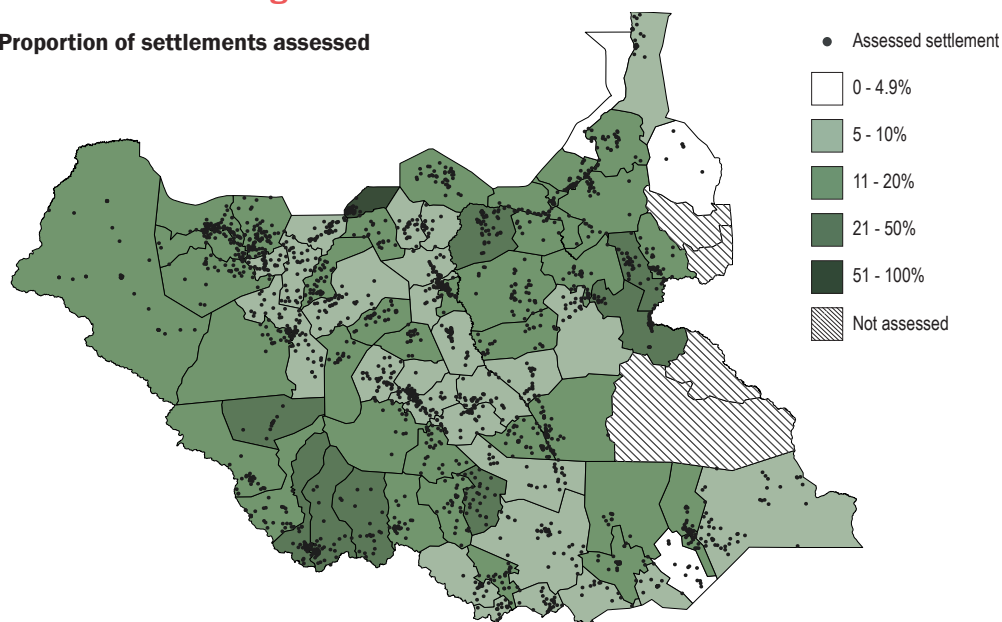 Proportion of settlements assessed
Assessed settlement
0 - 4.9%
5 - 10%
11 - 20%
21 - 50%
51 - 100%
Not assessed